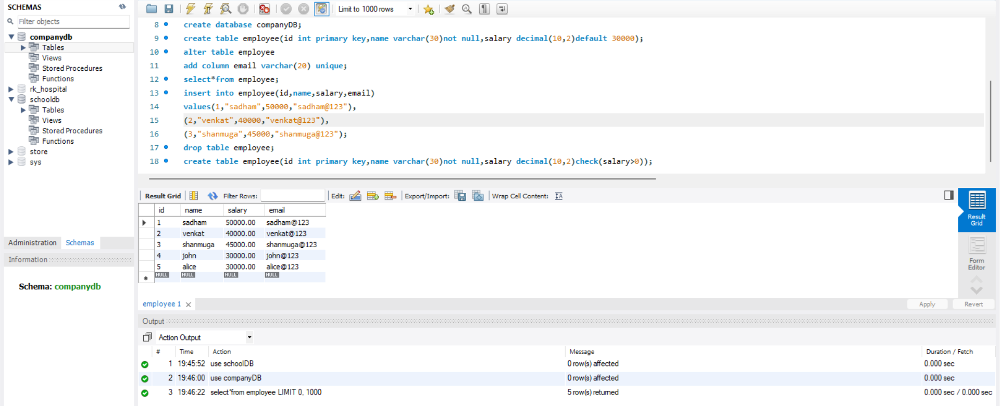 SCHEMAS
Filter objects
companydb
Tables
Views
Stored Procedures
Functions
rk_hospital
schooldb
Tables
Views
Stored Procedures
Functions
store
sys
Administration Schemas
Information
Schema: companydb
Limit to 1000 rows
8 create database companyDB;
9 create table employee(id int primary key,name varchar(30)not null,salary decimal(10,2)default 30000);
10 alter table employee
11 add column email varchar(20) unique;
12 select*from employee;
13 insert into employee(id,name,salary,email)
14 values(1,"sadham",50000,"sadham@123"),
15 (2,"venkat",40000,"venkat@123"),
16 (3,"shanmuga",45000,"shanmuga@123");
17 drop table employee;
18 create table employee(id int primary key,name varchar(30)not null,salary decimal(10,2)check(salary>0));
Result Grid Filter Rows: Edit: Export/Import: Wrap Cell Content:
id name salary email
1 sadham 50000.00 sadham@123
2 venkat 40000.00 venkat@123
3 shanmuga 45000.00 shanmuga@123
4 john 30000.00 john@123
5 alice 30000.00 alice@123
NULL NULL NULL NULL
Result
Grid
Form
Editor
employee 1
Apply Revert
Output
Action Output
# Time Action Message Duration / Fetch
1 19:45:52 use schoolDB 0 row(s) affected 0.000 sec
2 19:46:00 use companyDB 0 row(s) affected 0.000 sec
3 19:46:22 select*from employee LIMIT 0, 1000 5 row(s) returned 0.000 sec / 0.000 sec